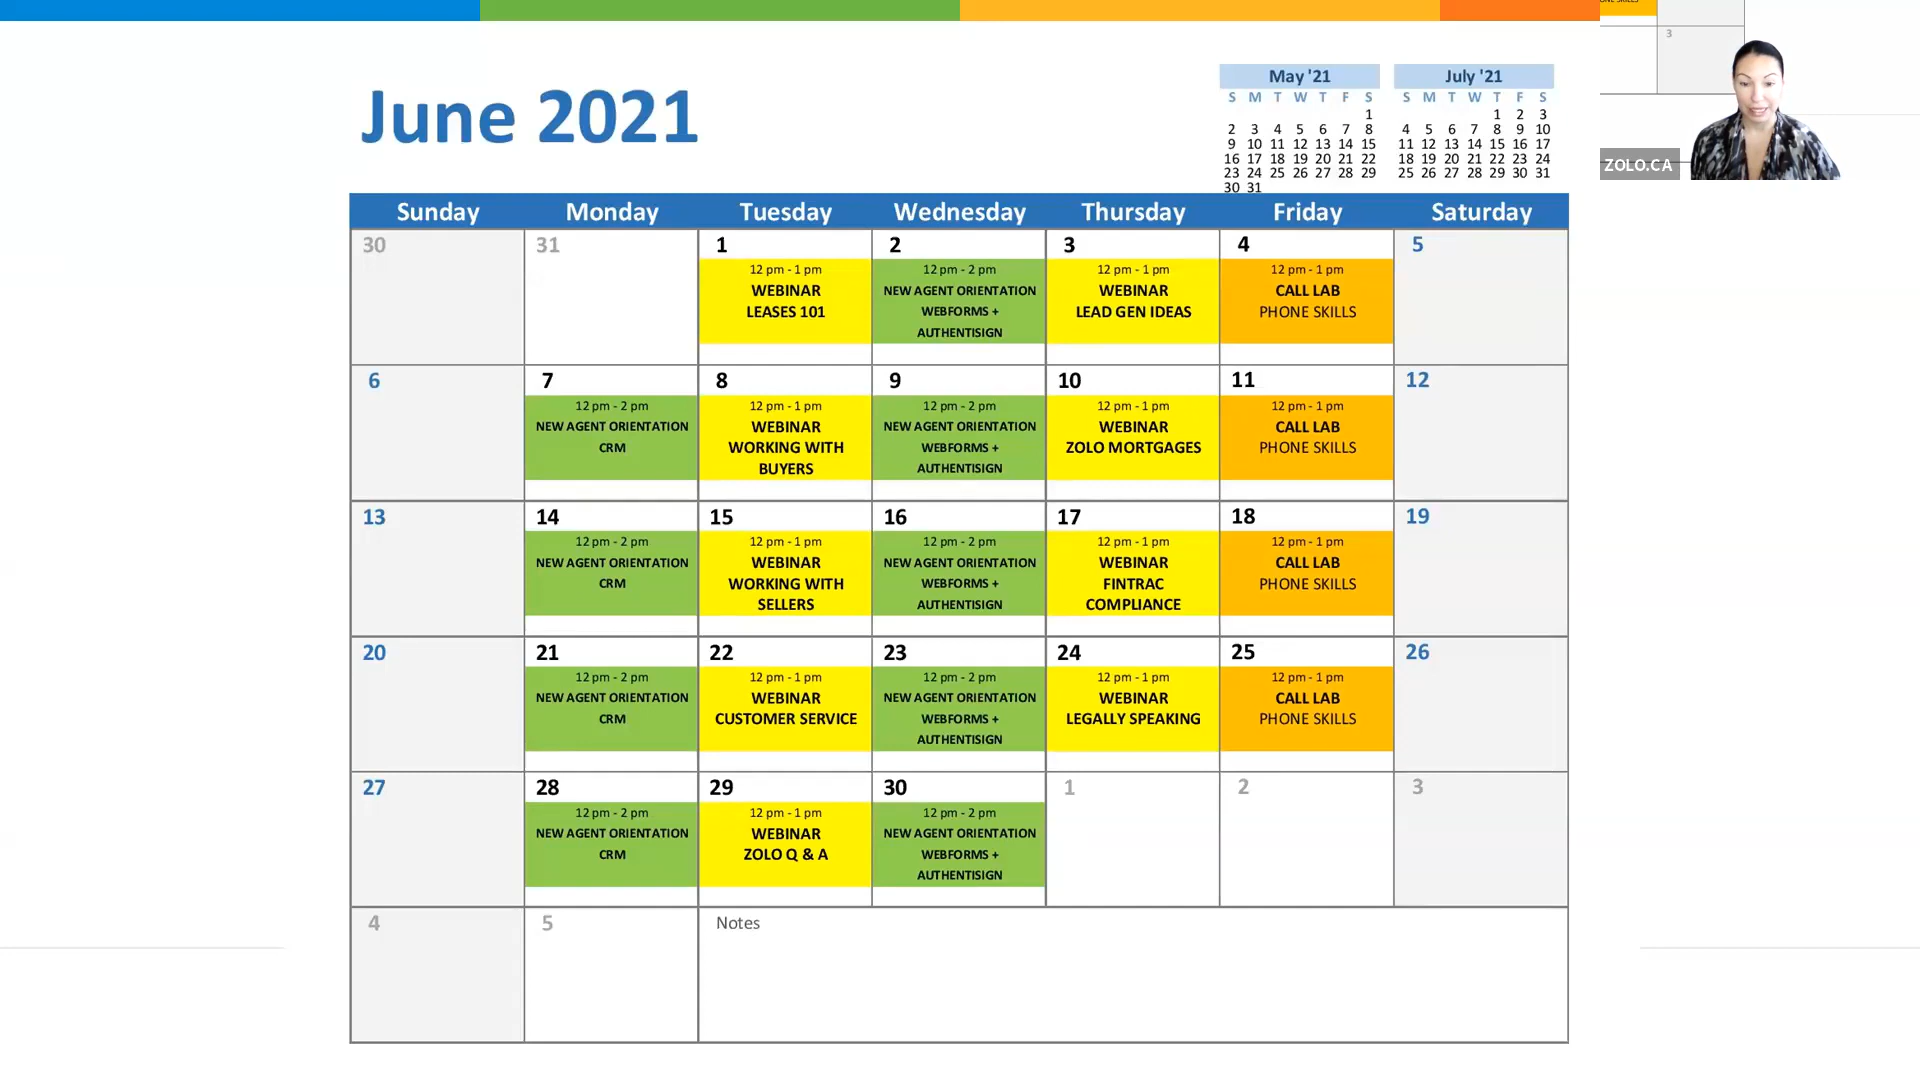 June 2021
May '21
S M T W T F S
1
2 3 4 5 6 7 8
9 10 11 12 13 14 15
16 17 18 19 20 21 22
23 24 25 26 27 28 29
30 31
July '21
S M T W T F S
1 2 3
4 5 6 7 8 9 10
11 12 13 14 15 16 17
18 19 20 21 22 23 24
25 26 27 28 29 30 31
3
ZOLO.CA
Sunday Monday Tuesday Wednesday Thursday Friday Saturday
30
31
1
12 pm - 1 pm
WEBINAR
LEASES 101
2
12 pm - 2 pm
NEW AGENT ORIENTATION
WEBFORMS +
AUTHENTISIGN
3
12 pm - 1 pm
WEBINAR
LEAD GEN IDEAS
4
12 pm - 1 pm
CALL LAB
PHONE SKILLS
5
6
7
12 pm - 2 pm
NEW AGENT ORIENTATION
CRM
8
12 pm - 1 pm
WEBINAR
WORKING WITH
BUYERS
9
12 pm - 2 pm
NEW AGENT ORIENTATION
WEBFORMS +
AUTHENTISIGN
10
12 pm - 1 pm
WEBINAR
ZOLO MORTGAGES
11
12 pm - 1 pm
CALL LAB
PHONE SKILLS
12
13
14
12 pm - 2 pm
NEW AGENT ORIENTATION
CRM
15
12 pm - 1 pm
WEBINAR
WORKING WITH
SELLERS
16
12 pm - 2 pm
NEW AGENT ORIENTATION
WEBFORMS +
AUTHENTISIGN
17
12 pm - 1 pm
WEBINAR
FINTRAC
COMPLIANCE
18
12 pm - 1 pm
CALL LAB
PHONE SKILLS
19
20
21
12 pm - 2 pm
NEW AGENT ORIENTATION
CRM
22
12 pm - 1 pm
WEBINAR
CUSTOMER SERVICE
23
12 pm - 2 pm
NEW AGENT ORIENTATION
WEBFORMS +
AUTHENTISIGN
24
12 pm - 1 pm
WEBINAR
LEGALLY SPEAKING
25
12 pm - 1 pm
CALL LAB
PHONE SKILLS
26
27
28
12 pm - 2 pm
NEW AGENT ORIENTATION
CRM
29
12 pm - 1 pm
WEBINAR
ZOLO Q & A
30
12 pm - 2 pm
NEW AGENT ORIENTATION
WEBFORMS +
AUTHENTISIGN
1
2
3
4
5
Notes